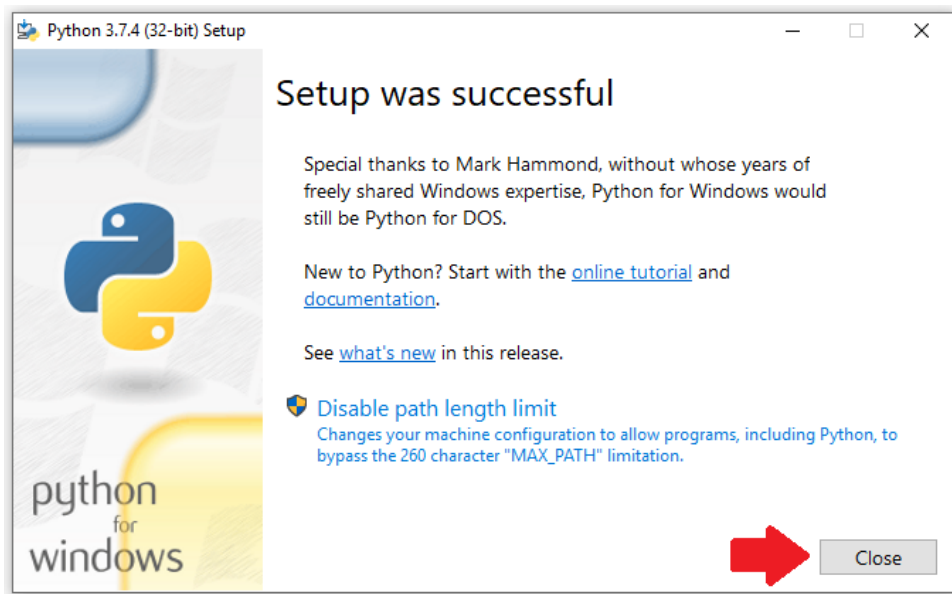 Python 3.7.4 (32-bit) Setup
Setup was successful
Special thanks to Mark Hammond, without whose years of
freely shared Windows expertise, Python for Windows would
still be Python for DOS.
New to Python? Start with the online tutorial and
documentation.
See what's new in this release.
Disable path length limit
Changes your machine configuration to allow programs, including Python, to
bypass the 260 character "MAX_PATH" limitation.
python
for
windows
Close